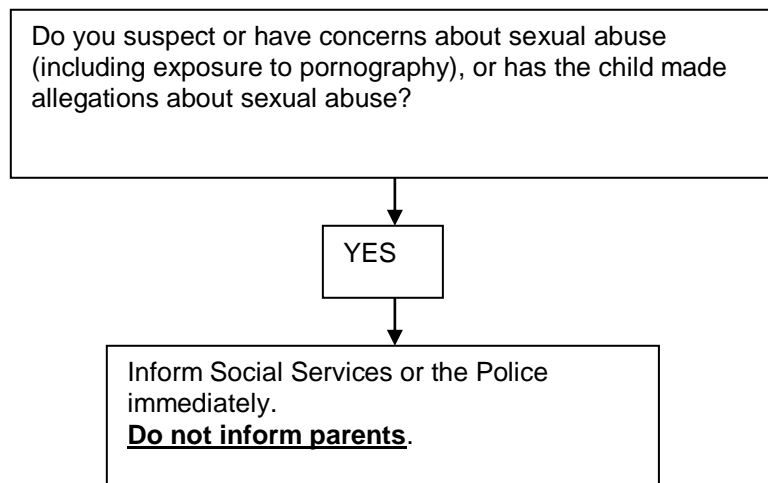 Do you suspect or have concerns about sexual abuse
(including exposure to pornography), or has the child made
allegations about sexual abuse?
YES
Inform Social Services or the Police
immediately.
Do not inform parents.